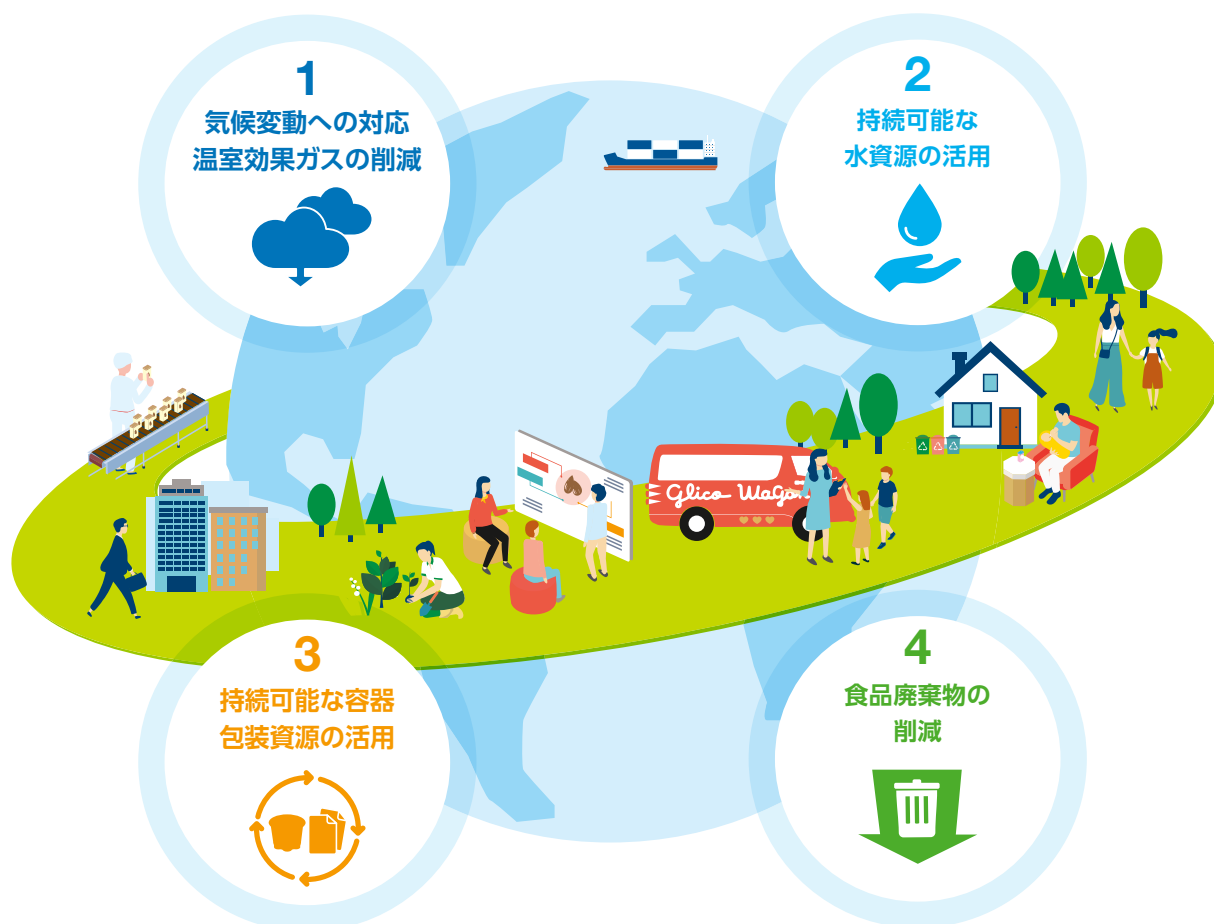 1
気候変動への対応
温室効果ガスの削減
2
持続可能な
水資源の活用
Glico Wagon
3
持続可能な容器
包装資源の活用
4
食品廃棄物の
削減